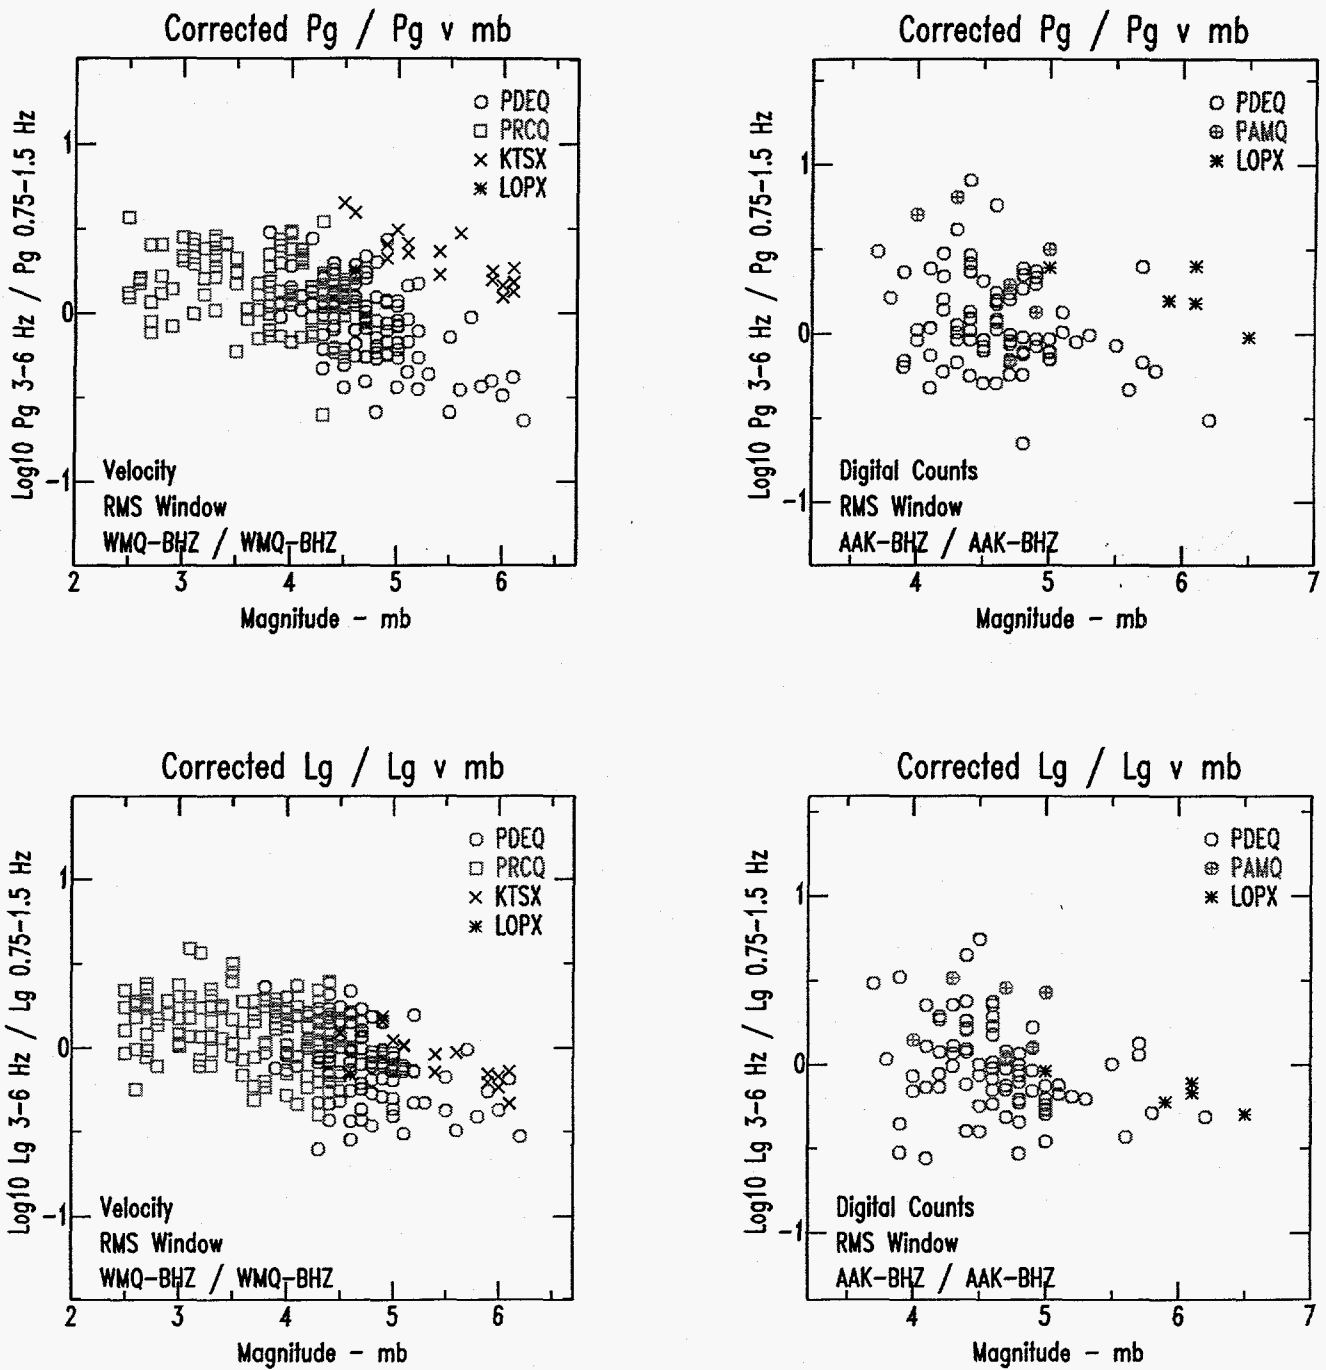 Corrected Pg / Pg v mb
Log10 Pg 3-6 Hz / Pg 0.75-1.5 Hz
1
0
-1
PDEQ
PRCQ
KTSX
LOPX
Velocity
RMS Window
WMQ-BHZ / WMQ-BHZ
2 3 4 5 6
Magnitude - mb
Corrected Pg / Pg v mb
Log10 Pg 3-6 Hz / Pg 0.75-1.5 Hz
1
0
-1
PDEQ
PAMQ
LOPX
Digital Counts
RMS Window
AAK-BHZ / AAK-BHZ
4 5 6 7
Magnitude - mb
Corrected Lg / Lg v mb
Log10 Lg 3-6 Hz / Lg 0.75-1.5 Hz
1
0
-1
PDEQ
PRCQ
KTSX
LOPX
Velocity
RMS Window
WMQ-BHZ / WMQ-BHZ
2 3 4 5 6
Magnitude - mb
Corrected Lg / Lg v mb
Log10 Lg 3-6 Hz / Lg 0.75-1.5 Hz
1
0
-1
PDEQ
PAMQ
LOPX
Digital Counts
RMS Window
AAK-BHZ / AAK-BHZ
4 5 6 7
Magnitude - mb